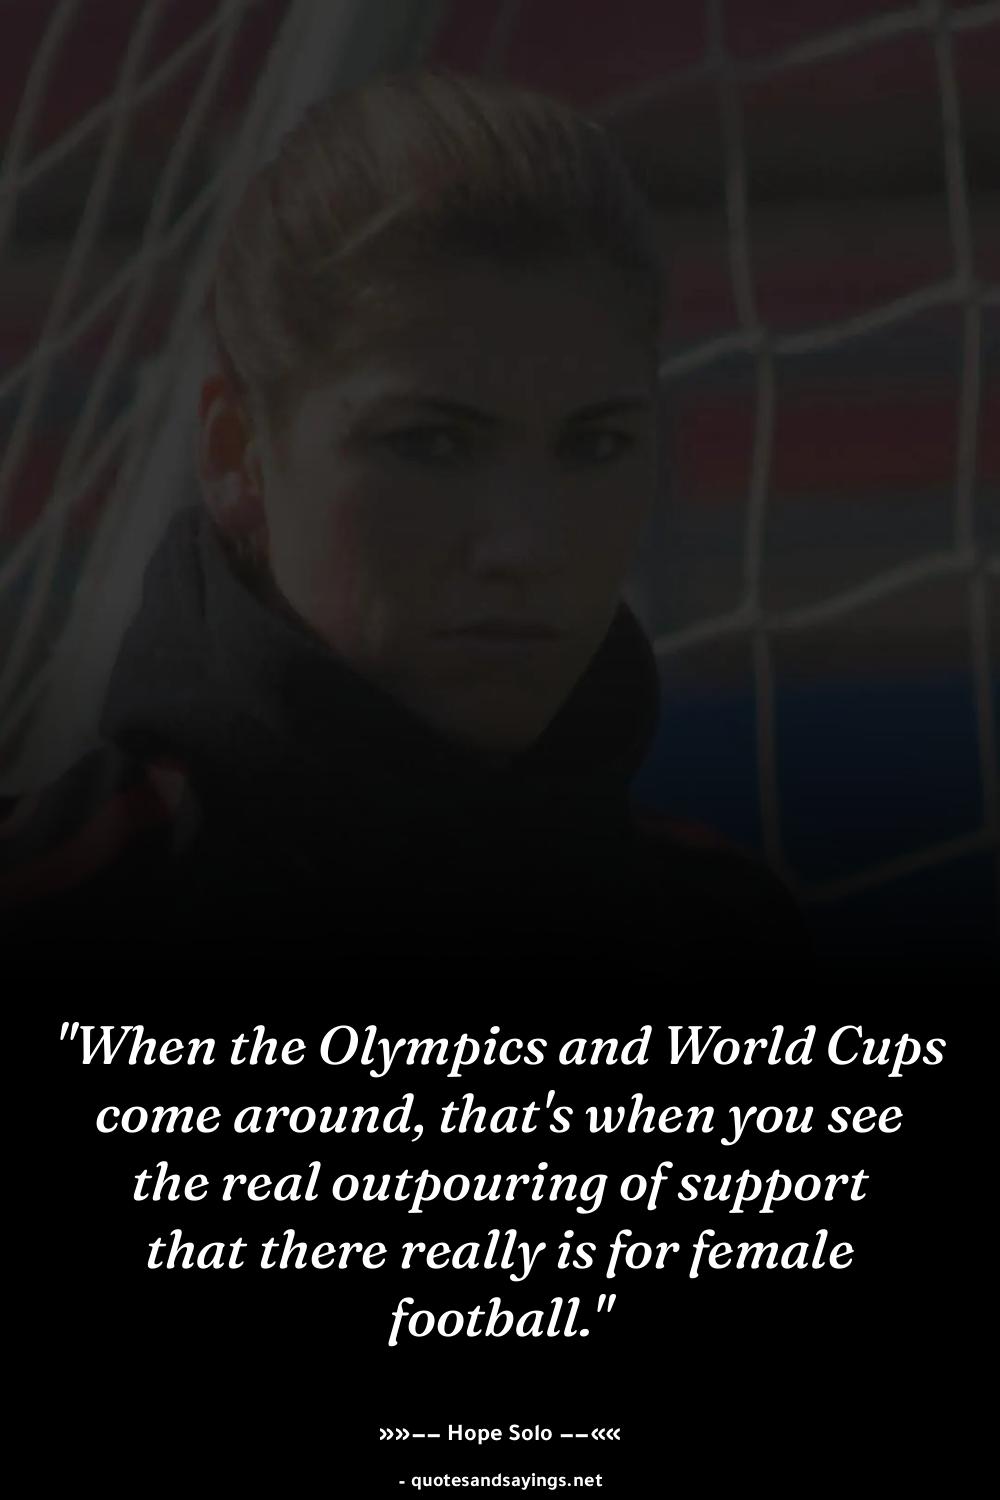 "When the Olympics and World Cups
come around, that's when you see
the real outpouring of support
that there really is for female
football."
»»−− Hope Solo −−««
- quotesandsayings.net